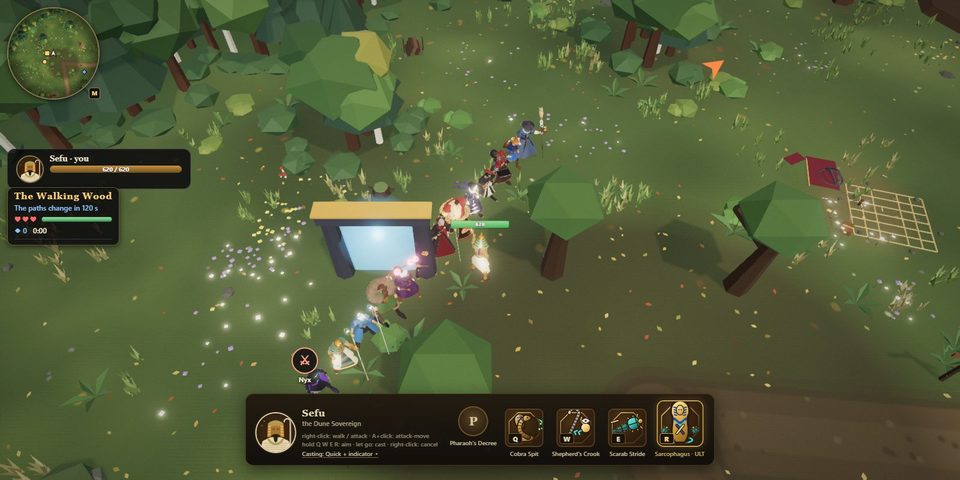 A
M
Sefu · you
620 / 620
The Walking Wood
The paths change in 120 s
0 0:00
620
Nyx
Sefu
the Dune Sovereign
right-click: walk / attack · A+click: attack-move
hold Q W E R: aim · let go: cast · right-click: cancel
Casting: Quick + indicator
P
Pharaoh's Decree
Q
Cobra Spit
W
Shepherd's Crook
E
Scarab Stride
R
Sarcophagus · ULT